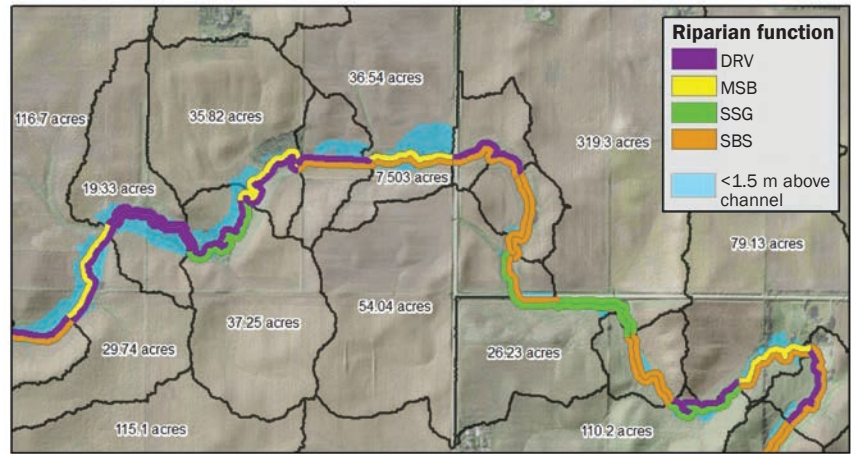 Riparian function
DRV
MSB
SSG
SBS
<1.5 m above
channel
36.54 acres
116.7 acres
35.82 acres
319.3 acres
7.503 acres
19.33 acres
79.13 acres
54.04 acres
37.25 acres
29.74 acres
26.23 acres
115.1 acres
110.2 acres